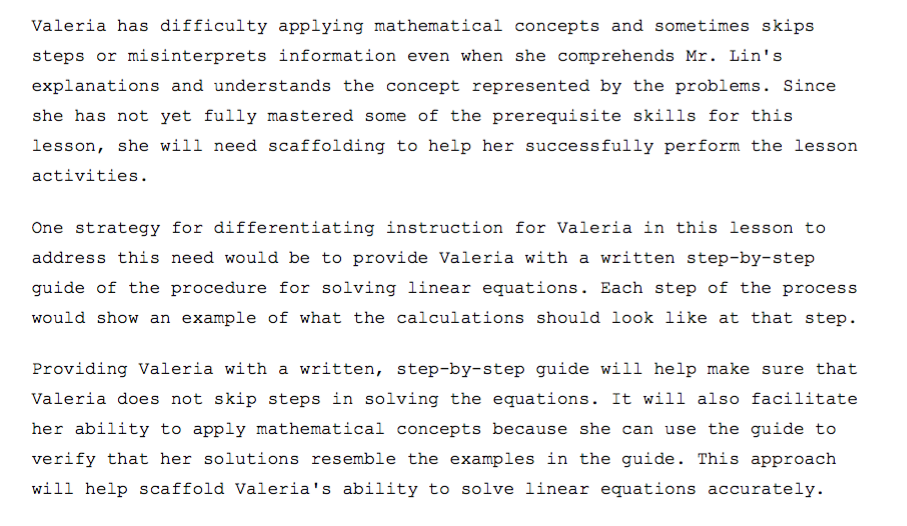 Valeria has difficulty applying mathematical concepts and sometimes skips
steps or misinterprets information even when she comprehends Mr. Lin's
explanations and understands the concept represented by the problems. Since
she has not yet fully mastered some of the prerequisite skills for this
lesson, she will need scaffolding to help her successfully perform the lesson
activities.
One strategy for differentiating instruction for Valeria in this lesson to
address this need would be to provide Valeria with a written step-by-step
guide of the procedure for solving linear equations. Each step of the process
would show an example of what the calculations should look like at that step.
Providing Valeria with a written, step-by-step guide will help make sure that
Valeria does not skip steps in solving the equations. It will also facilitate
her ability to apply mathematical concepts because she can use the guide to
verify that her solutions resemble the examples in the guide. This approach
will help scaffold Valeria's ability to solve linear equations accurately.